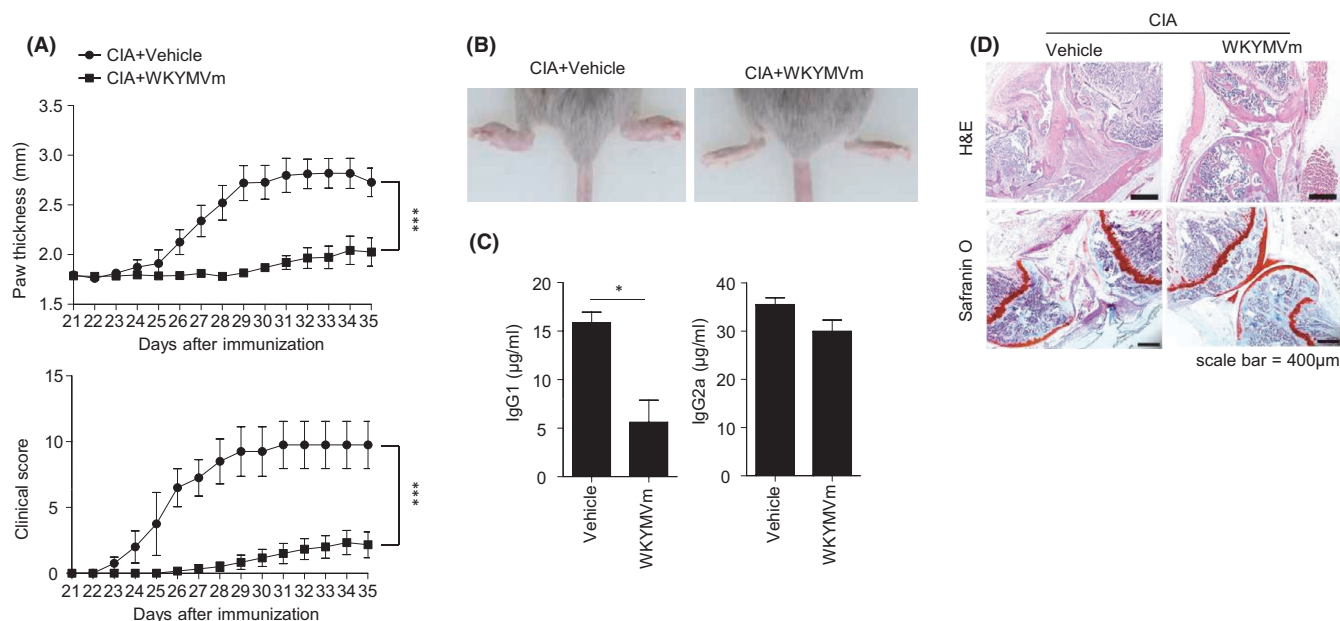 (A)
CIA+Vehicle
CIA+WKYMVm
Paw thickness (mm)
3.5
3.0
2.5
2.0
1.5
***
21 22 23 24 25 26 27 28 29 30 31 32 33 34 35
Days after immunization
Clinical score
15
10
5
0
***
21 22 23 24 25 26 27 28 29 30 31 32 33 34 35
Days after immunization
(B)
CIA+Vehicle
CIA+WKYMVm
(C)
IgG1 (µg/ml)
20
15
10
5
0
*
Vehicle
WKYMVm
IgG2a (µg/ml)
40
30
20
10
0
Vehicle
WKYMVm
(D)
CIA
Vehicle
WKYMVm
H&E
Safranin O
scale bar = 400µm